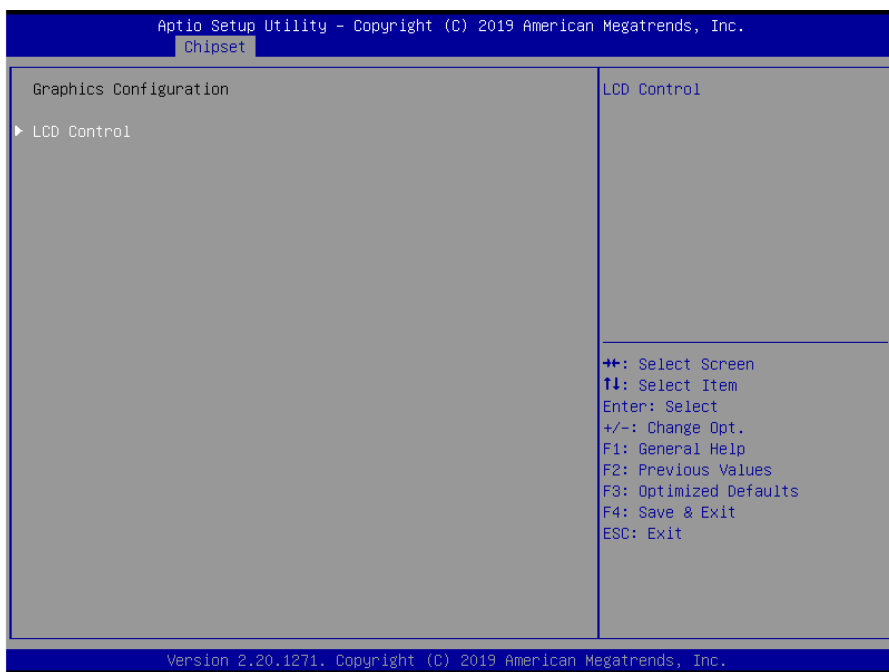 Aptio Setup Utility – Copyright (C) 2019 American Megatrends, Inc.
Chipset
Graphics Configuration
LCD Control
LCD Control
→←: Select Screen
↑↓: Select Item
Enter: Select
+/-: Change Opt.
F1: General Help
F2: Previous Values
F3: Optimized Defaults
F4: Save & Exit
ESC: Exit
Version 2.20.1271. Copyright (C) 2019 American Megatrends, Inc.